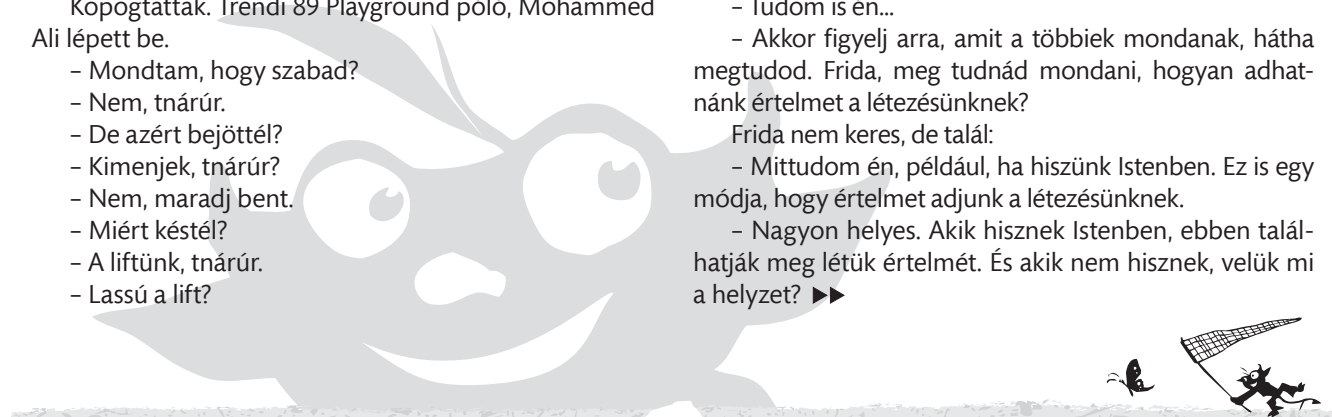 Kopogtattak. Trendi 89 Playground póló, Mohammed
Ali lépett be.
– Mondtam, hogy szabad?
– Nem, tnárúr.
– De azért bejöttél?
– Kimenjek, tnárúr?
– Nem, maradj bent.
– Miért késtél?
– A liftünk, tnárúr.
– Lassú a lift?
– Tudom is én...
– Akkor figyelj arra, amit a többiek mondanak, hátha
megtudod. Frida, meg tudnád mondani, hogyan adhat-
nánk értelmet a létezésünknek?
Frida nem keres, de talál:
– Mittudom én, például, ha hiszünk Istenben. Ez is egy
módja, hogy értelmet adjunk a létezésünknek.
– Nagyon helyes. Akik hisznek Istenben, ebben talál-
hatják meg létük értelmét. És akik nem hisznek, velük mi
a helyzet? ▶▶